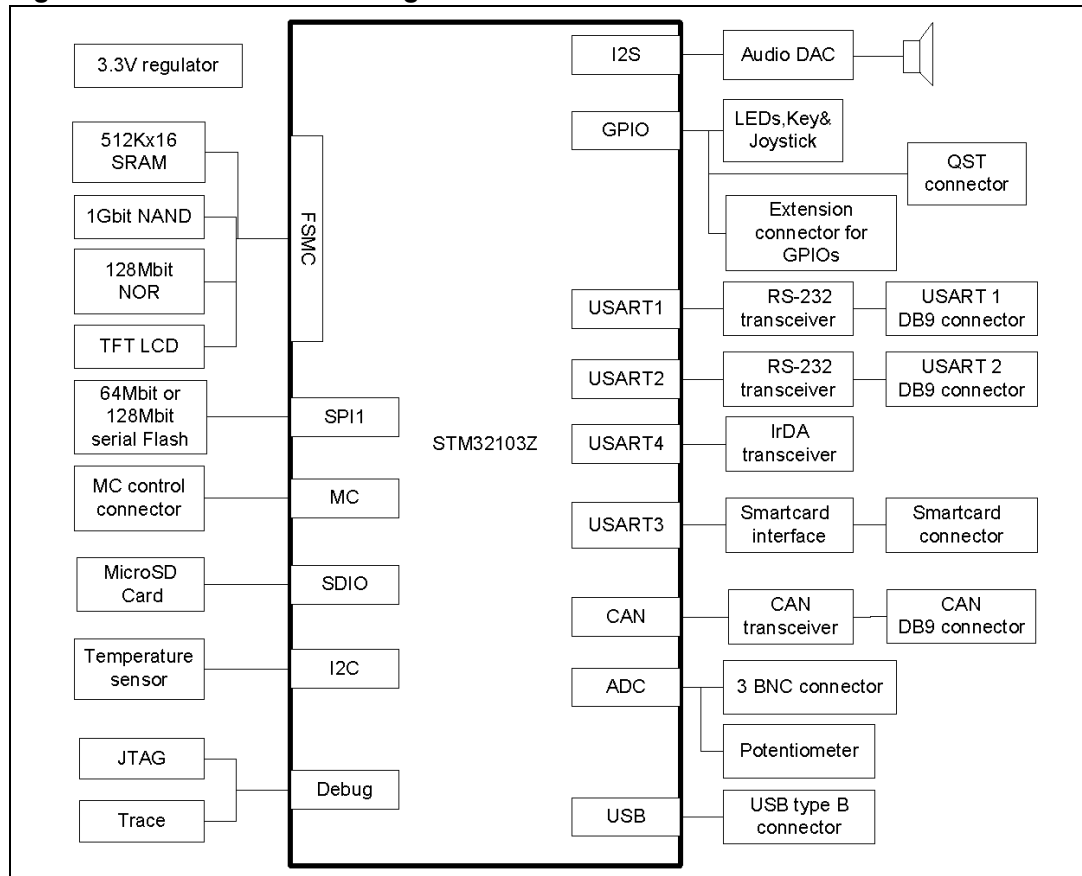 3.3V regulator
512Kx16
SRAM
1Gbit NAND
128Mbit
NOR
TFT LCD
64Mbit or
128Mbit
serial Flash
MC control
connector
MicroSD
Card
Temperature
sensor
JTAG
Trace
FSMC
SPI1
MC
SDIO
I2C
Debug
STM32103Z
I2S
GPIO
USART1
USART2
USART4
USART3
CAN
ADC
USB
Audio DAC
LEDs,Key&
Joystick
QST
connector
Extension
connector for
GPIOs
RS-232
transceiver
USART 1
DB9 connector
RS-232
transceiver
USART 2
DB9 connector
IrDA
transceiver
Smartcard
interface
Smartcard
connector
CAN
transceiver
CAN
DB9 connector
3 BNC connector
Potentiometer
USB type B
connector